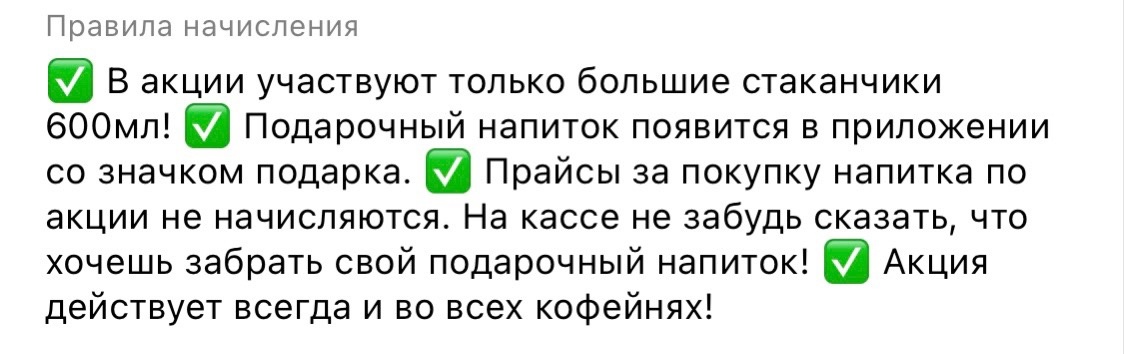 Правила начисления
✅ В акции участвуют только большие стаканчики
600мл! ✅ Подарочный напиток появится в приложении
со значком подарка. ✅ Прайсы за покупку напитка по
акции не начисляются. На кассе не забудь сказать, что
хочешь забрать свой подарочный напиток! ✅ Акция
действует всегда и во всех кофейнях!